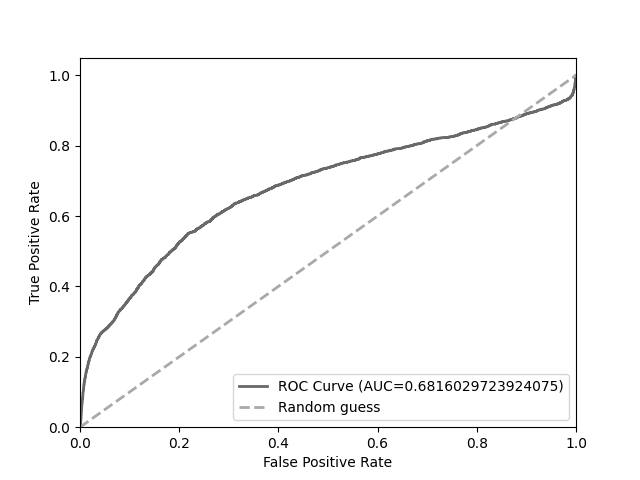 1.0
0.8
0.6
0.4
0.2
0.0
True Positive Rate
ROC Curve (AUC=0.6816029723924075)
Random guess
0.0 0.2 0.4 0.6 0.8 1.0
False Positive Rate